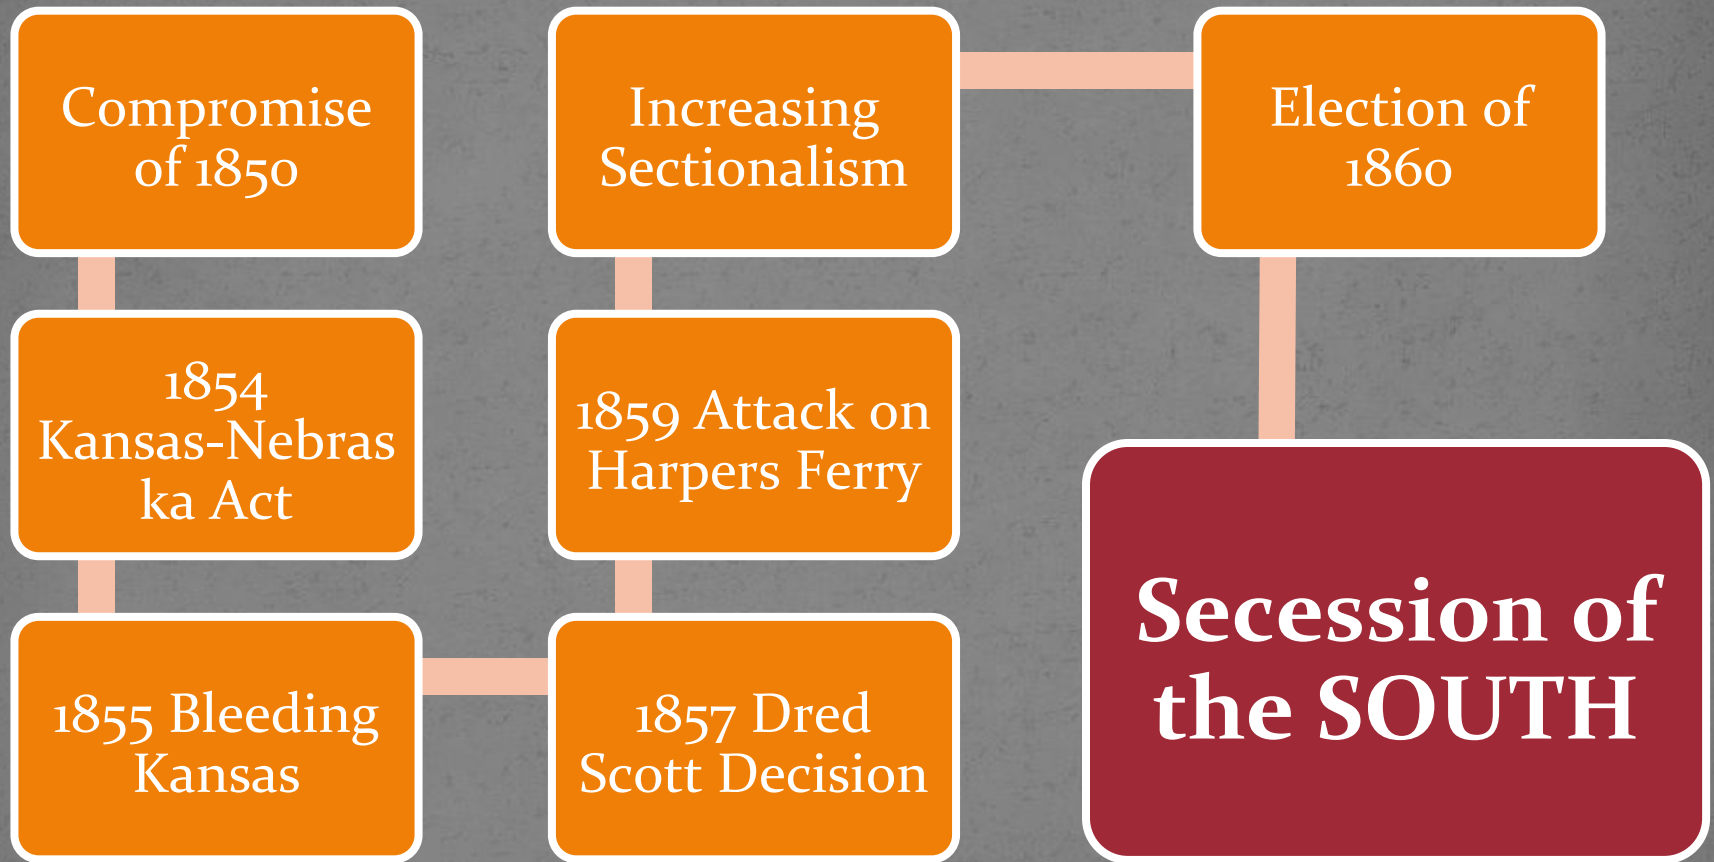 Compromise
of 1850
1854
Kansas-Nebras
ka Act
1855 Bleeding
Kansas
1857 Dred
Scott Decision
1859 Attack on
Harpers Ferry
Increasing
Sectionalism
Election of
1860
Secession of
the SOUTH